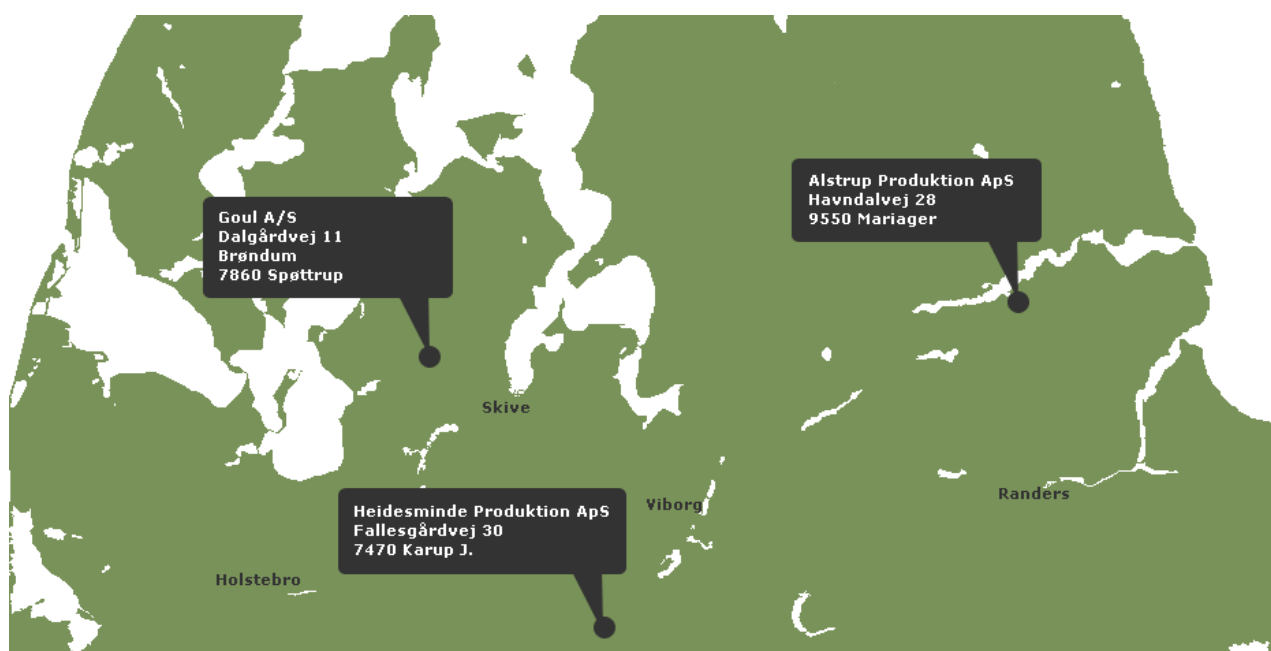 Alstrup Produktion ApS
Havndalvej 28
9550 Mariager
Goul A/S
Dalgårdvej 11
Brøndum
7860 Spøttrup
Skive
Randers
Viborg
Heidesminde Produktion ApS
Fallesgårdvej 30
7470 Karup J.
Holstebro